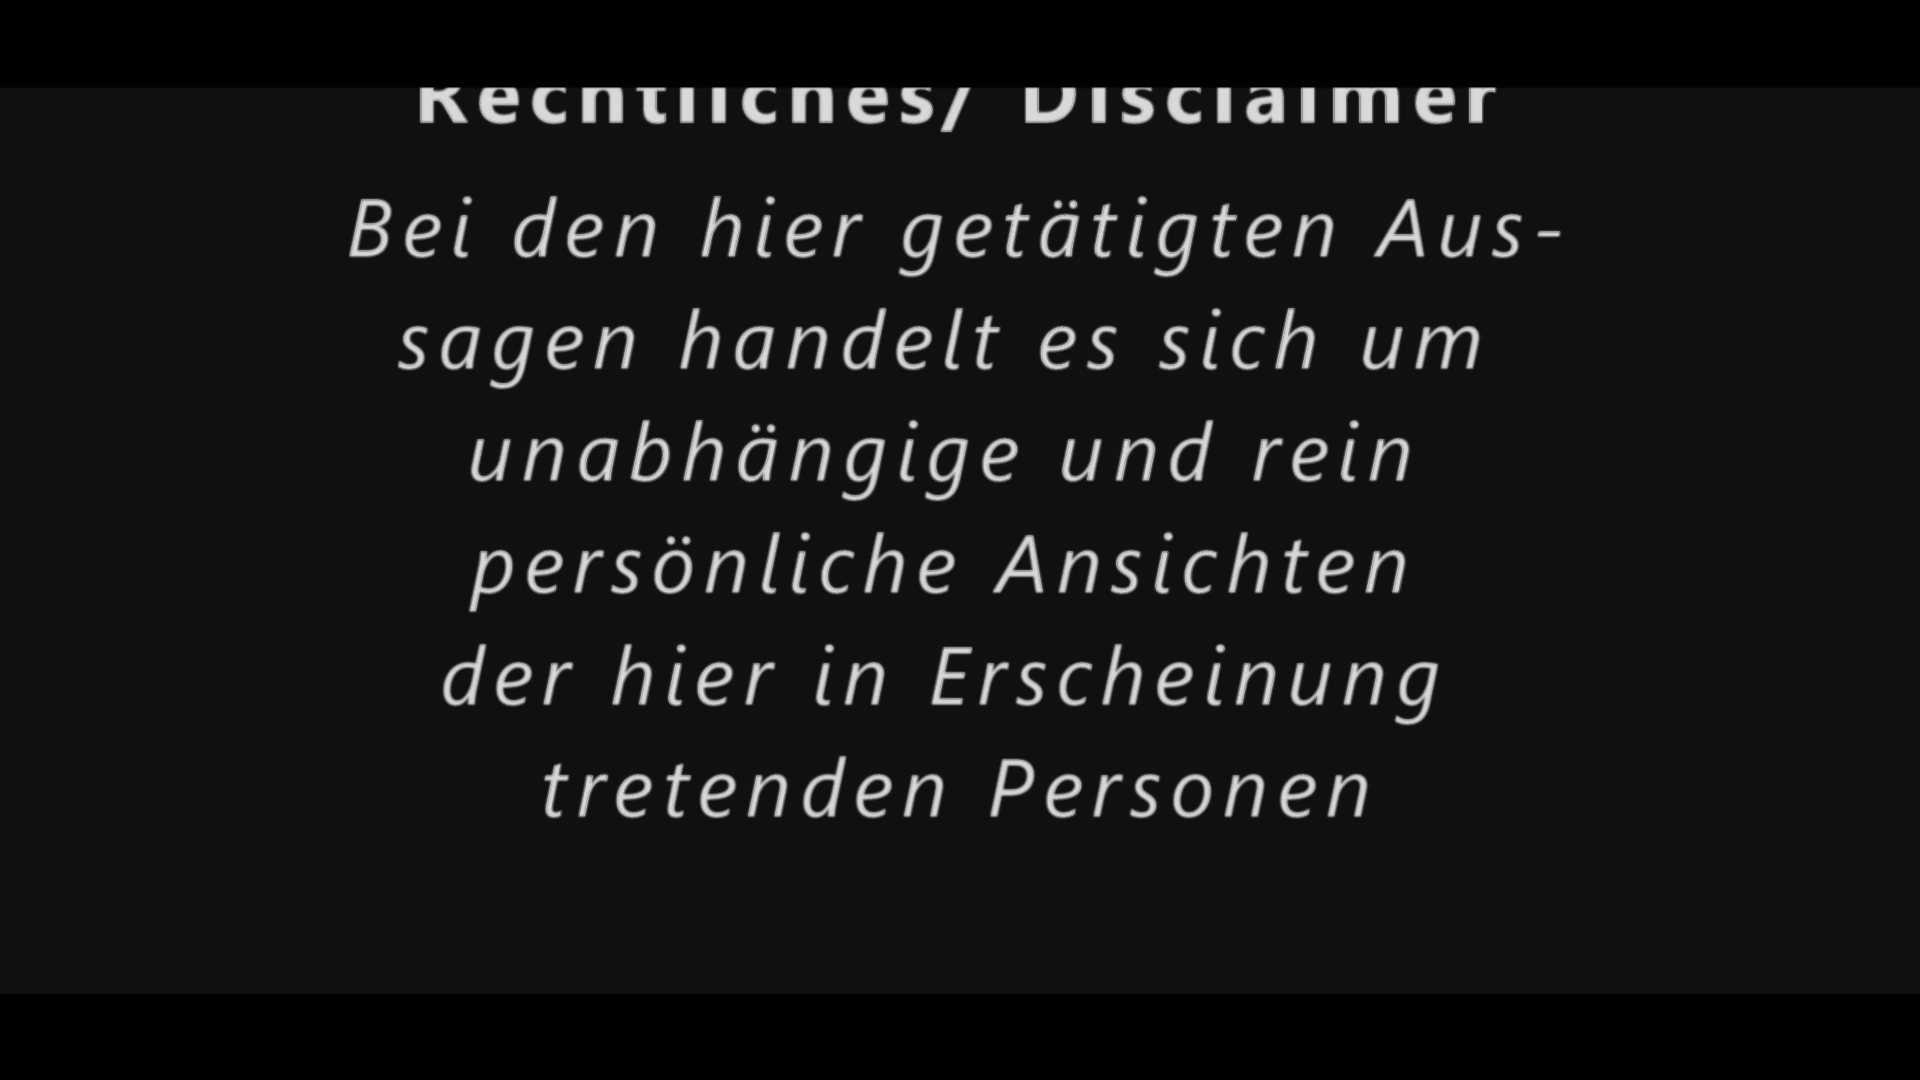 Rechtliches/ Disclaimer
Bei den hier getätigten Aus-
sagen handelt es sich um
unabhängige und rein
persönliche Ansichten
der hier in Erscheinung
tretenden Personen